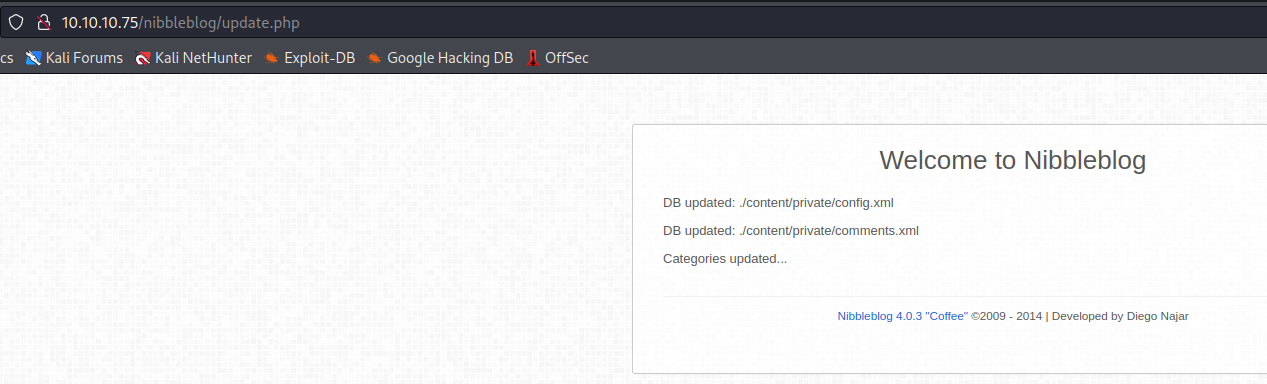 10.10.10.75/nibbleblog/update.php
cs Kali Forums Kali NetHunter Exploit-DB Google Hacking DB OffSec
Welcome to Nibbleblog
DB updated: ./content/private/config.xml
DB updated: ./content/private/comments.xml
Categories updated...
Nibbleblog 4.0.3 "Coffee" ©2009 - 2014 | Developed by Diego Najar